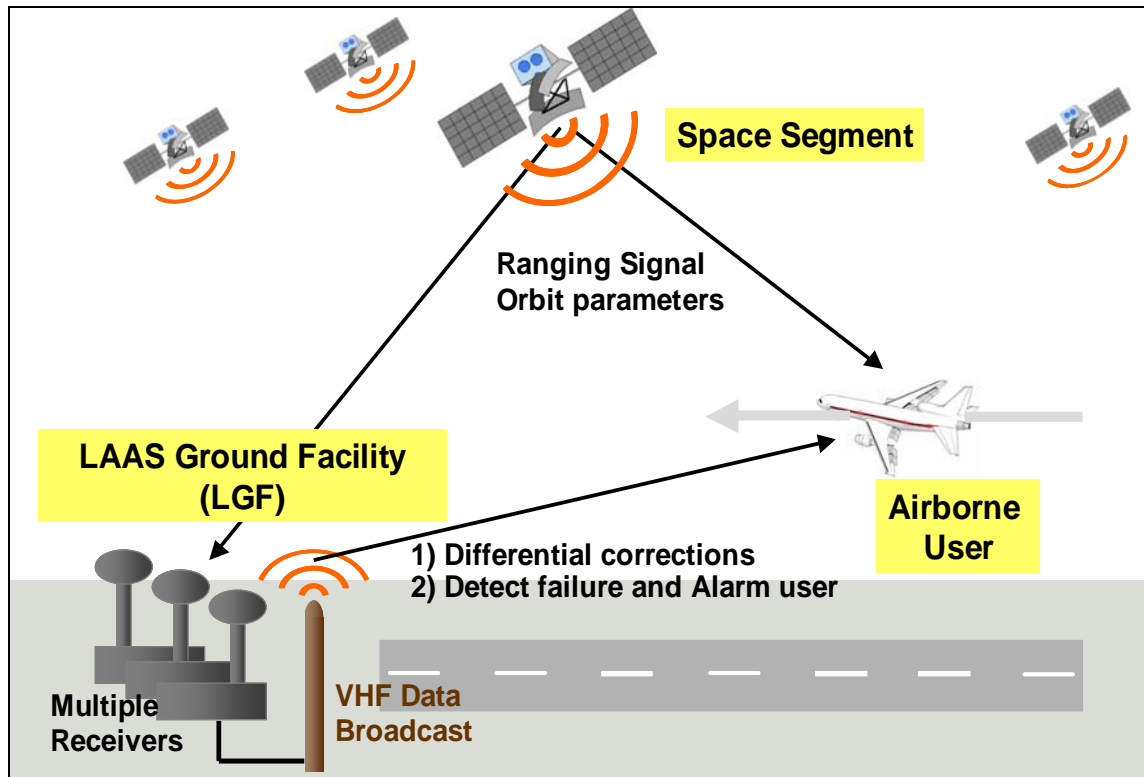 Space Segment
Ranging Signal
Orbit parameters
LAAS Ground Facility
(LGF)
Airborne
User
1) Differential corrections
2) Detect failure and Alarm user
Multiple
Receivers
VHF Data
Broadcast